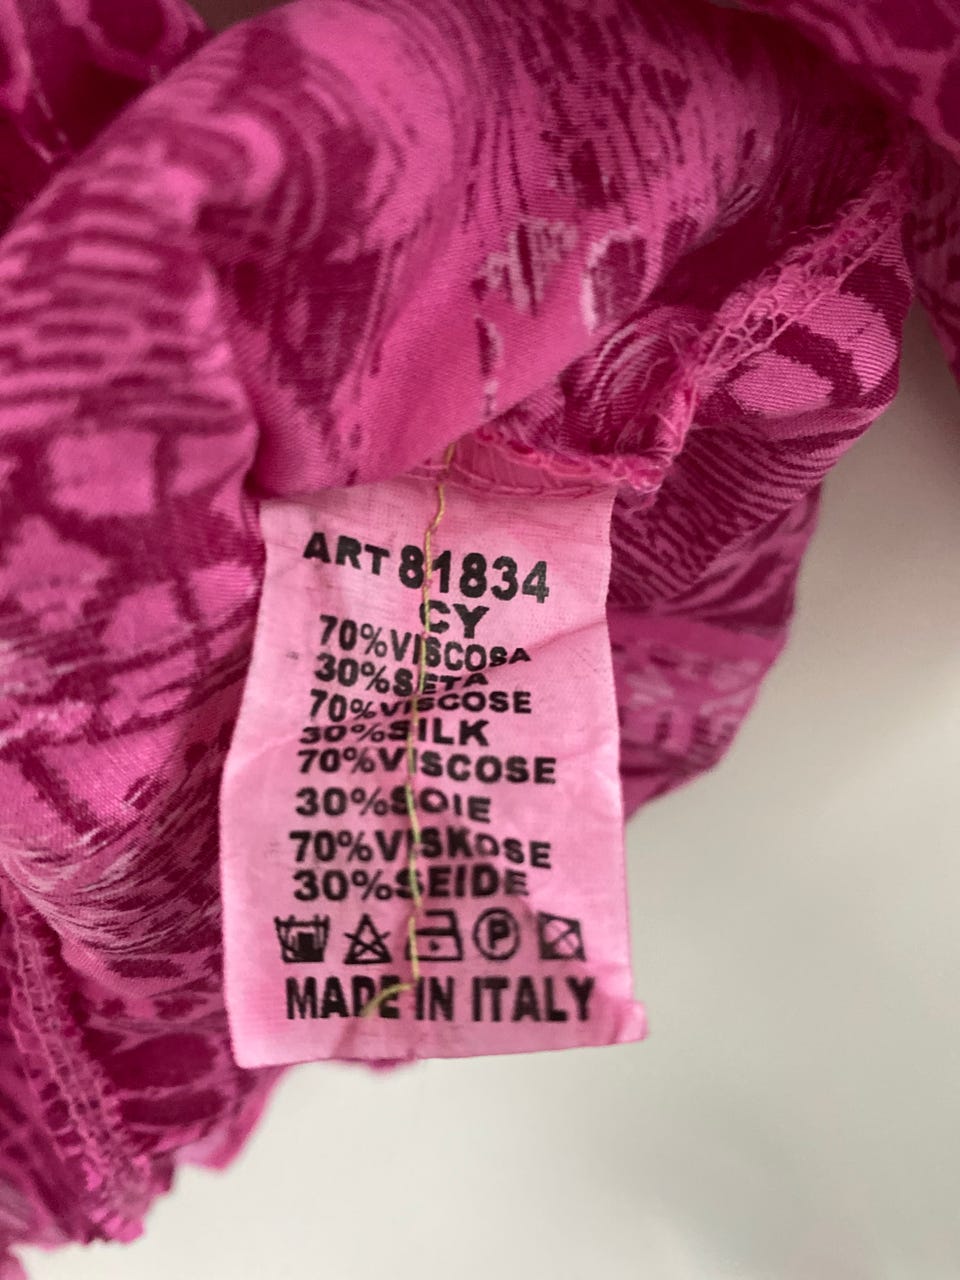 ART 81834
CY
70%VISCOSA
30%SETA
70%VISCOSE
30%SILK
70%VISCOSE
30%SOIE
70%VISKOSE
30%SEIDE
P
MADE IN ITALY